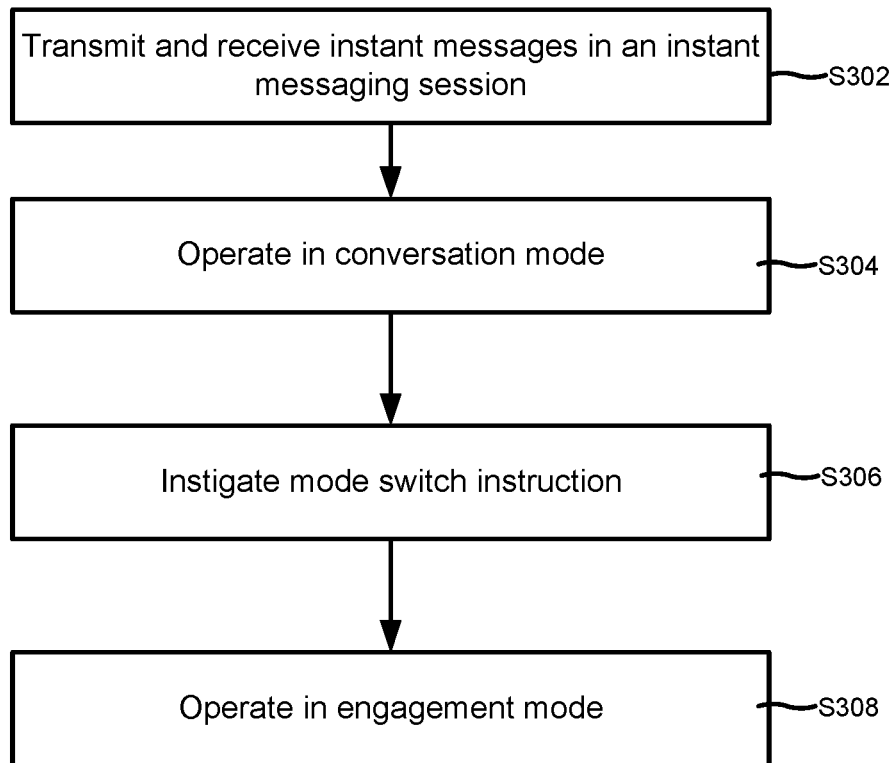 Transmit and receive instant messages in an instant
messaging session
S302
Operate in conversation mode
S304
Instigate mode switch instruction
S306
Operate in engagement mode
S308